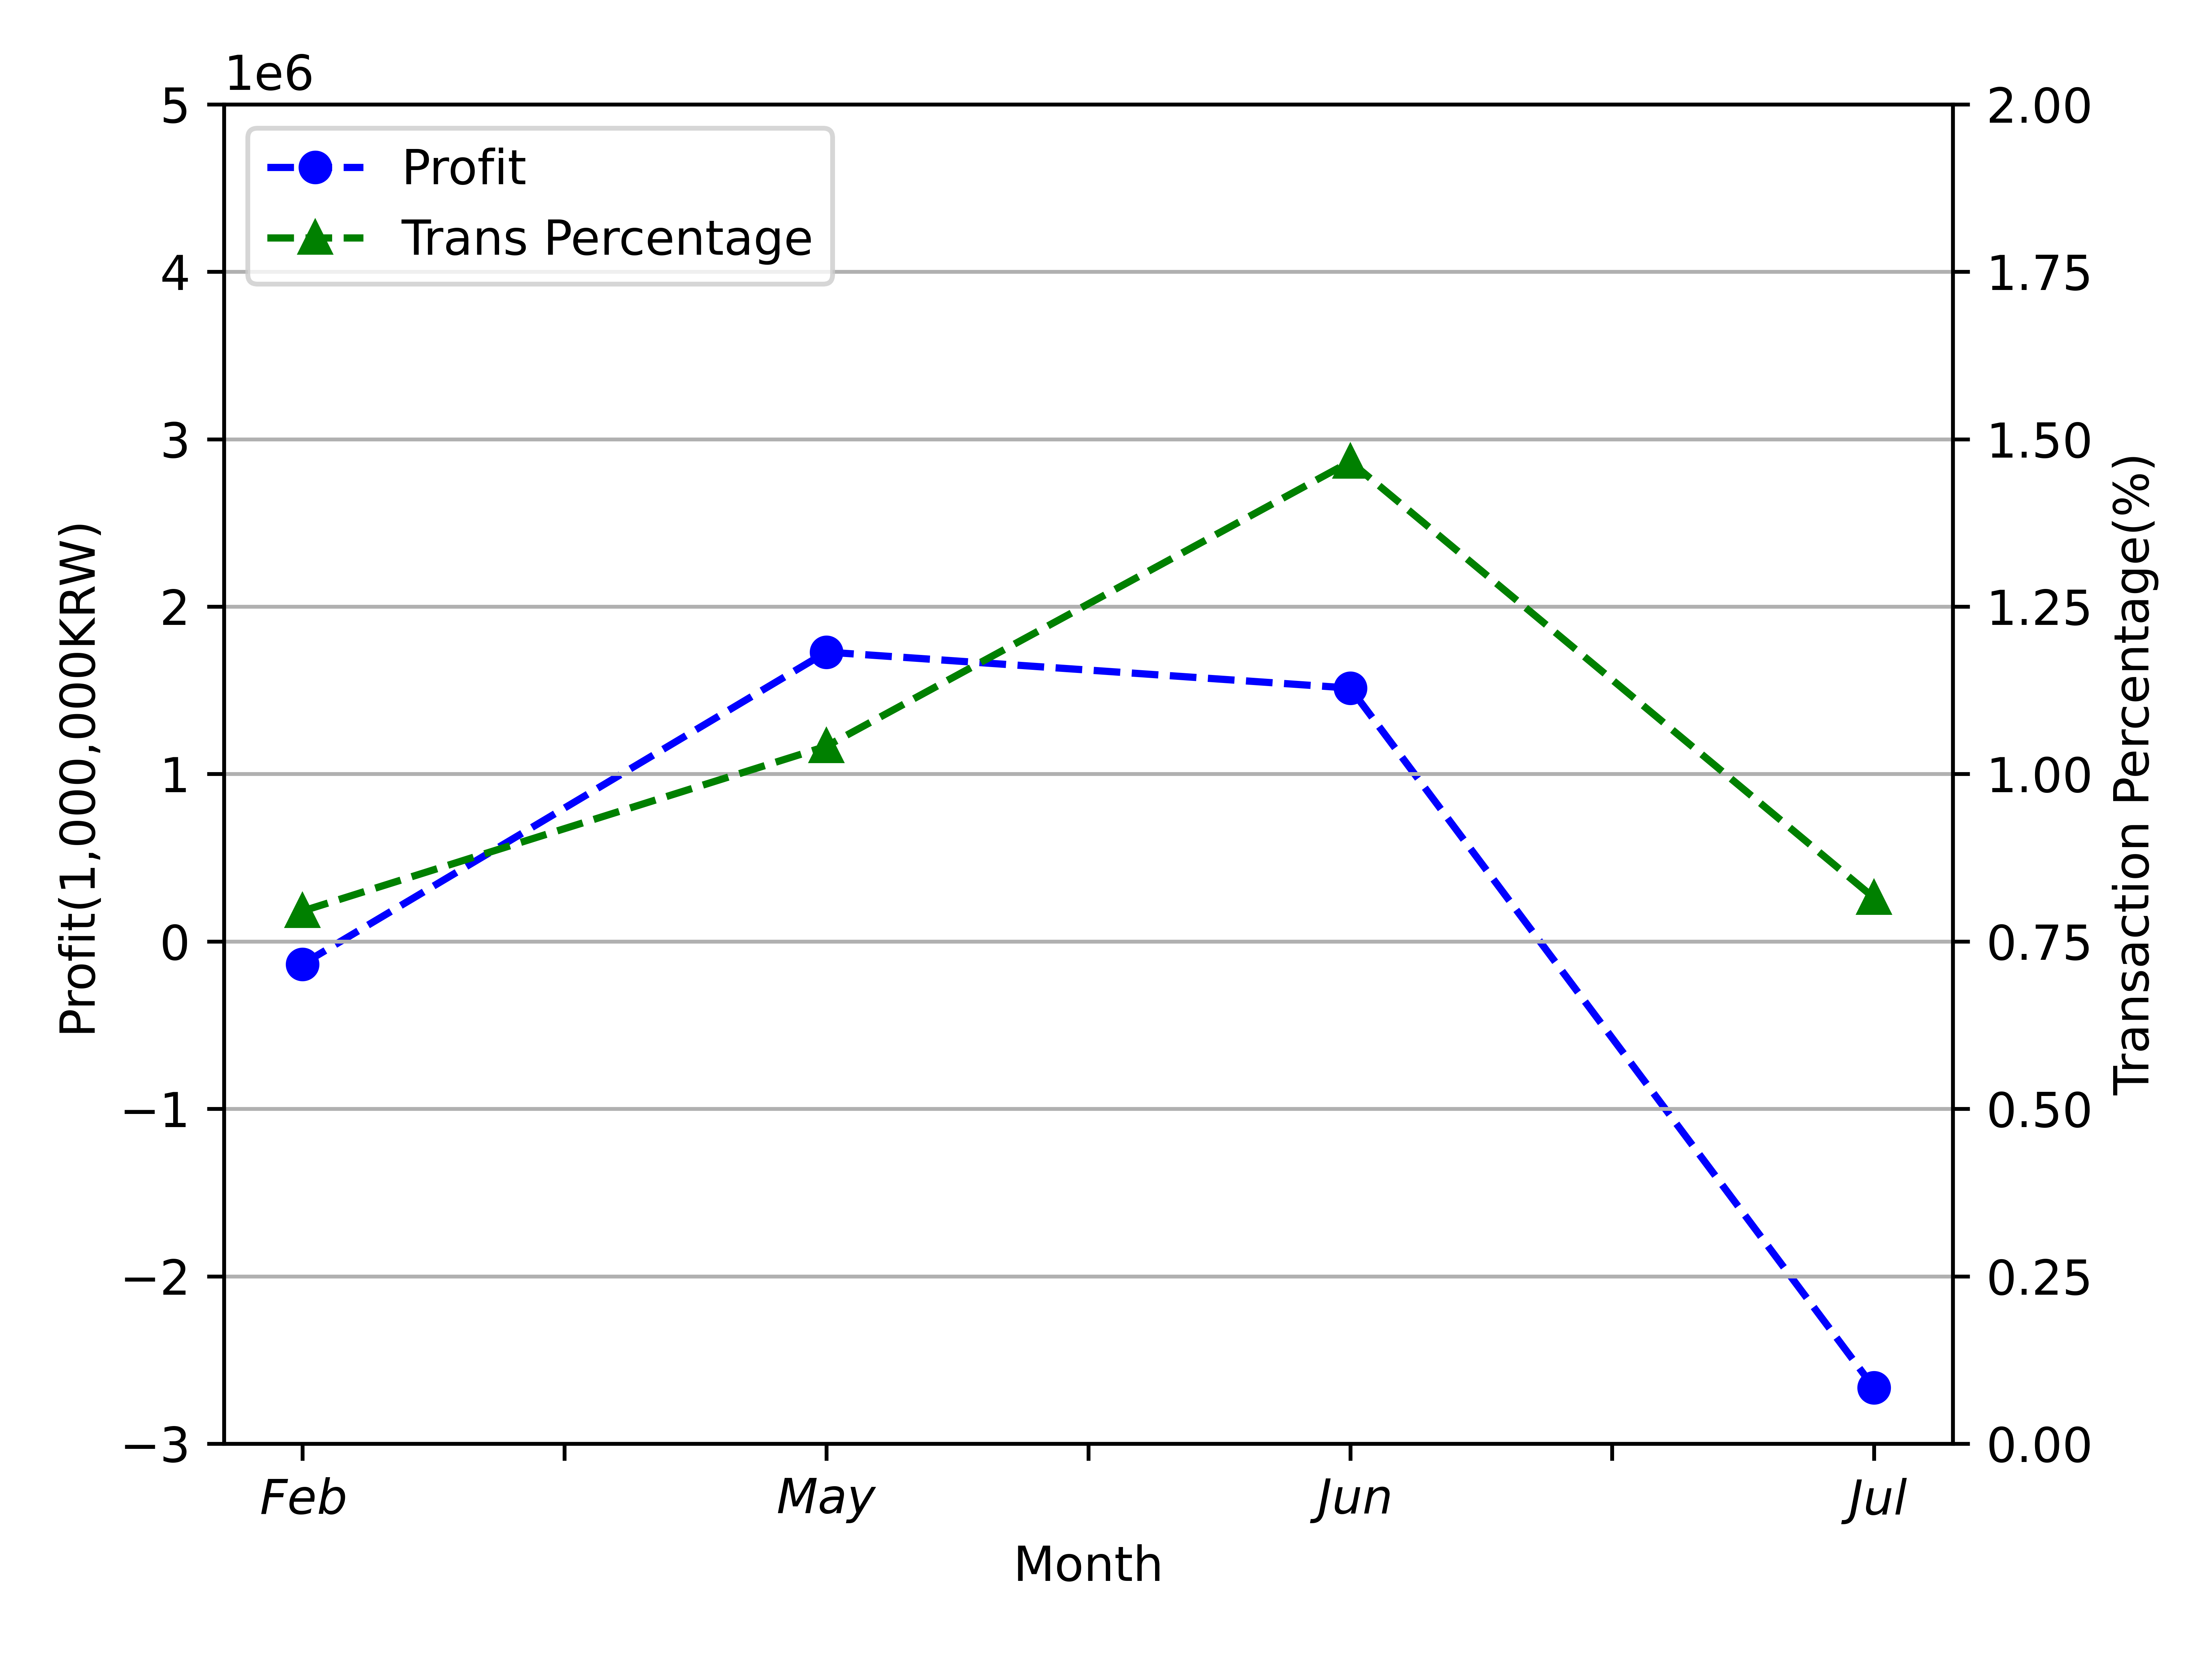 1e6
Profit
Trans Percentage
5
4
3
2
1
0
−1
−2
−3
Profit(1,000,000KRW)
2.00
1.75
1.50
1.25
1.00
0.75
0.50
0.25
0.00
Transaction Percentage(%)
Feb May Jun Jul
Month